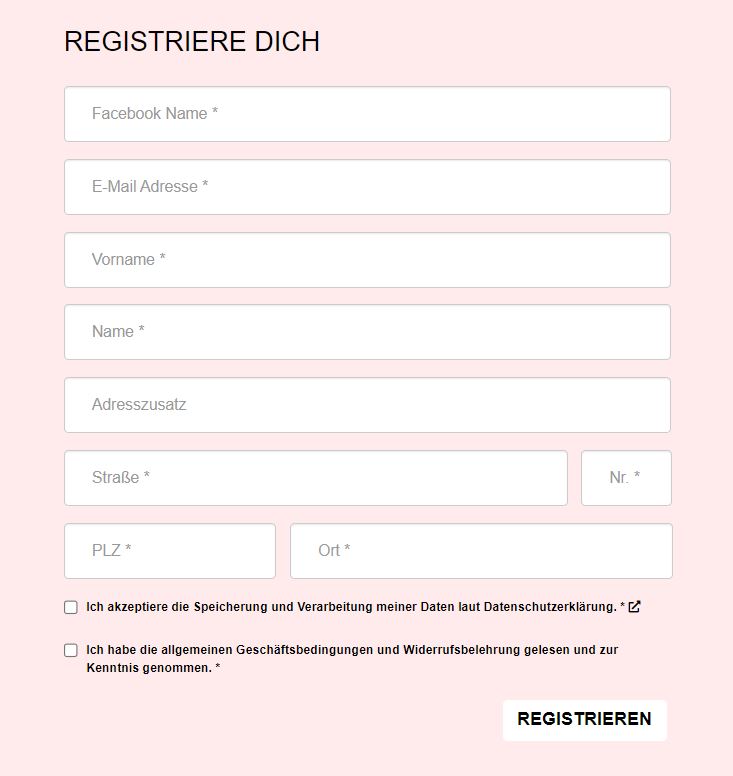 REGISTRIERE DICH
Facebook Name *
E-Mail Adresse *
Vorname *
Name *
Adresszusatz
Straße * Nr. *
PLZ * Ort *
Ich akzeptiere die Speicherung und Verarbeitung meiner Daten laut Datenschutzerklärung. *
Ich habe die allgemeinen Geschäftsbedingungen und Widerrufsbelehrung gelesen und zur
Kenntnis genommen. *
REGISTRIEREN